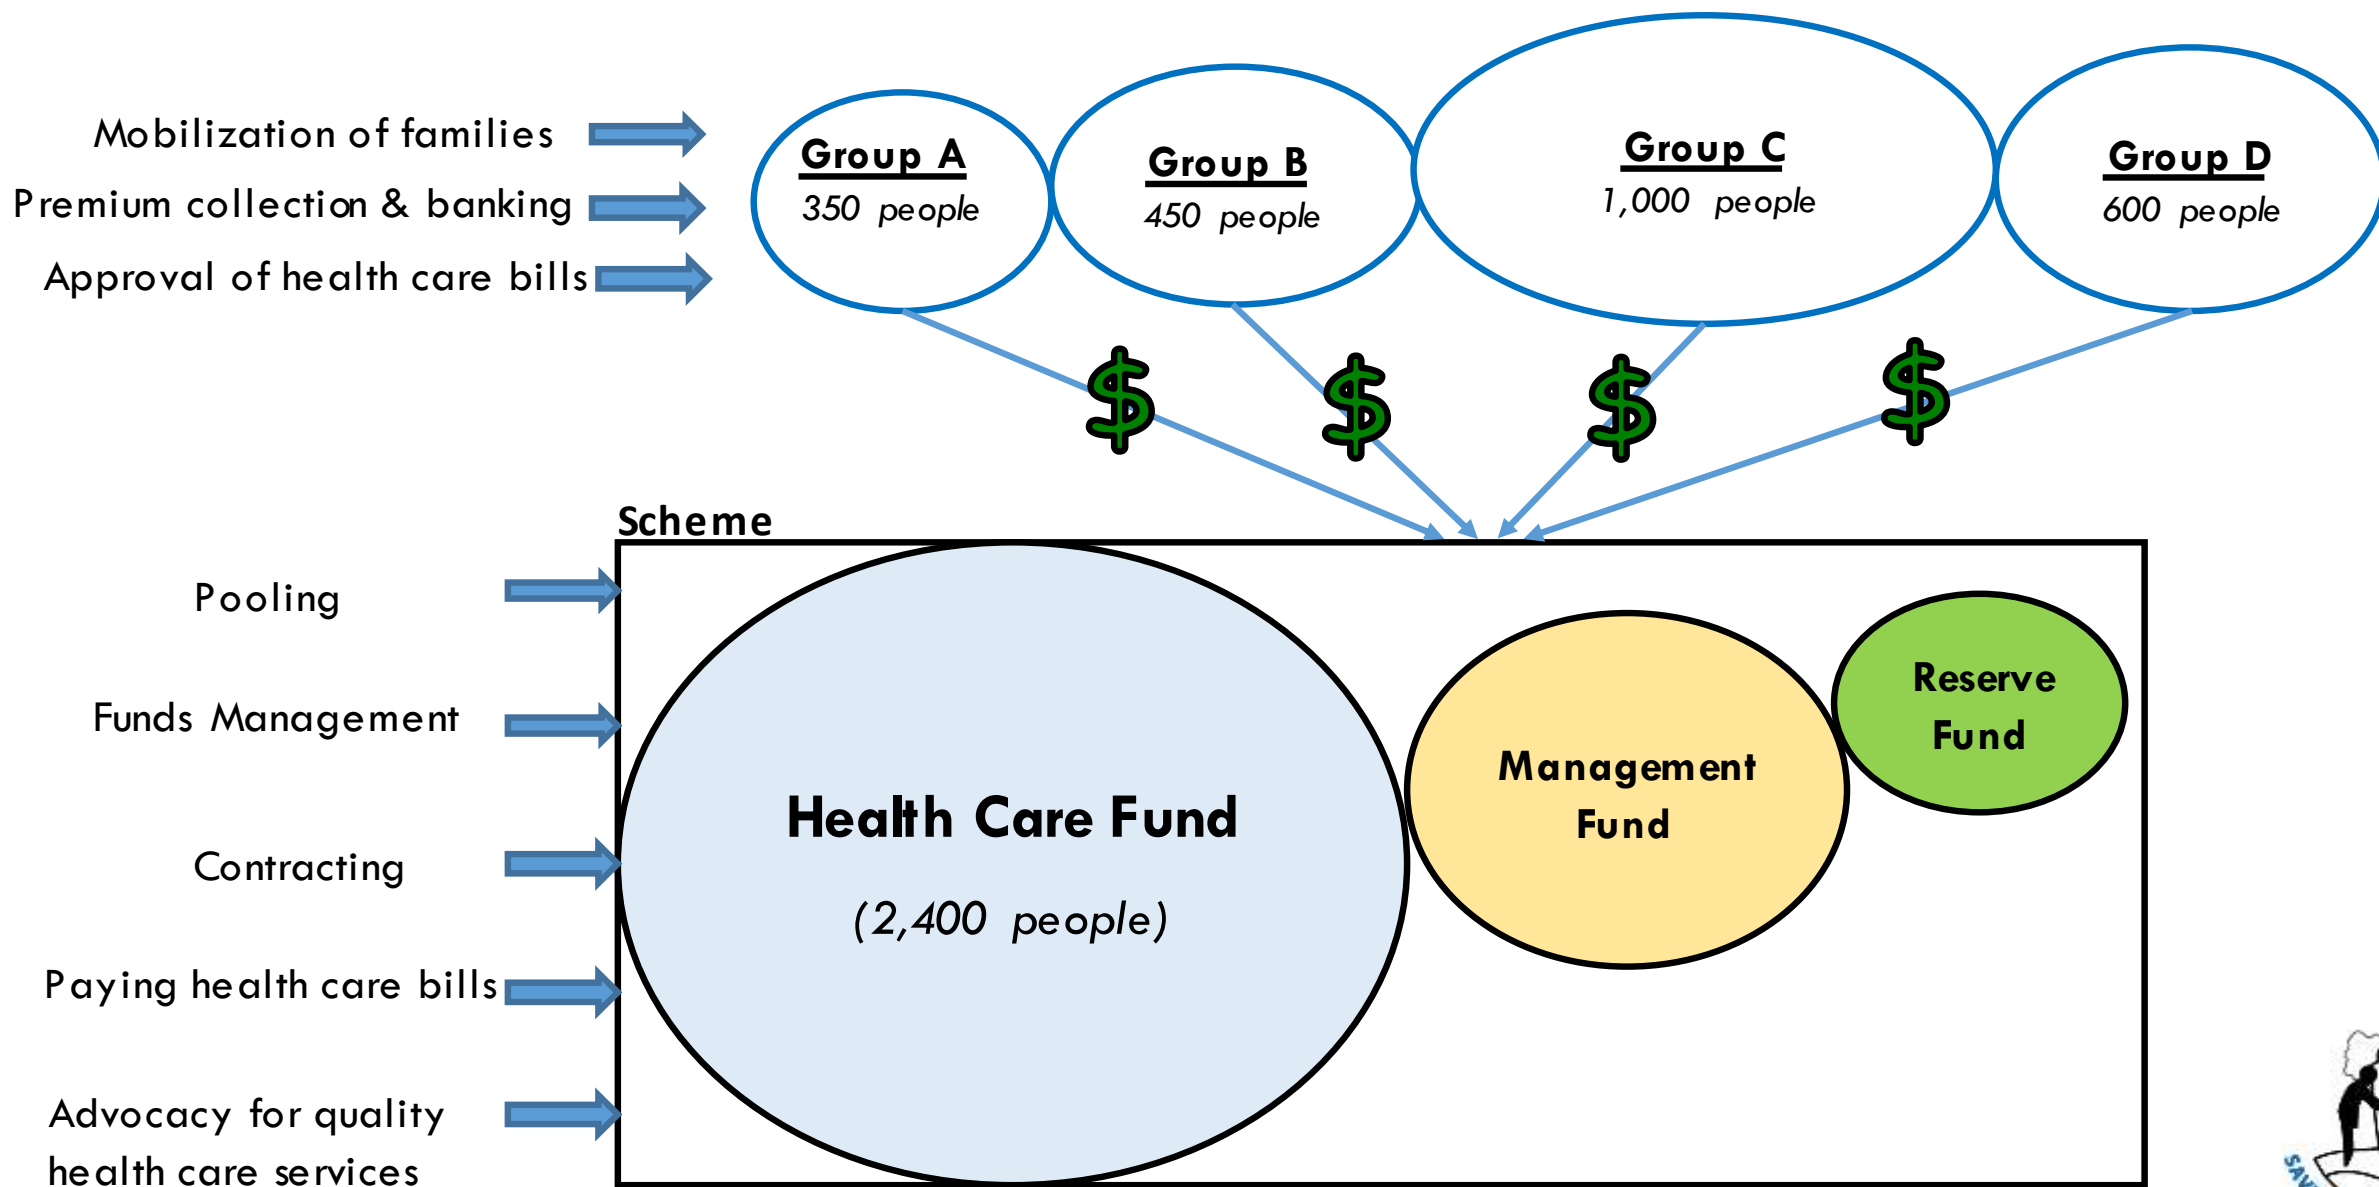 Mobilization of families
Premium collection & banking
Approval of health care bills
Group A
350 people
Group B
450 people
Group C
1,000 people
Group D
600 people
Scheme
Pooling
Funds Management
Contracting
Paying health care bills
Advocacy for quality
health care services
Health Care Fund
(2,400 people)
Management
Fund
Reserve
Fund